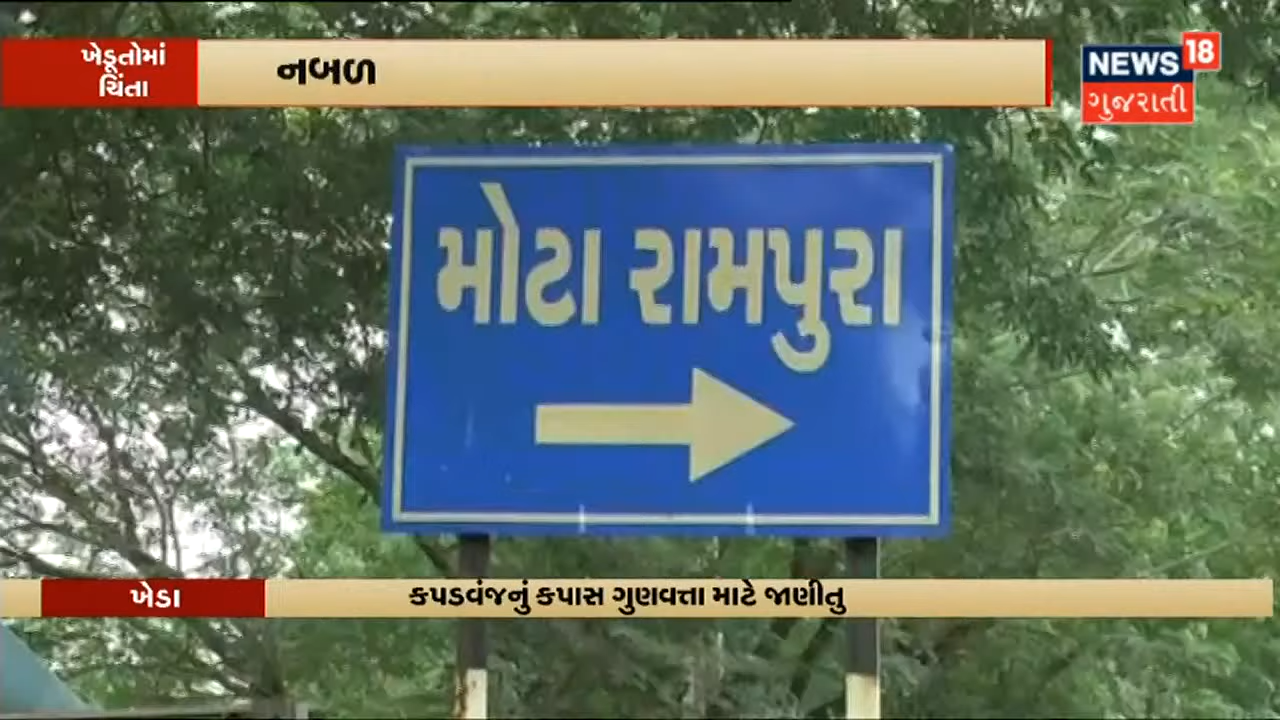 ખેડૂતોમાં
ચિંતા
નબળ
NEWS 18
ગુજરાતી
મોટા રામપુરા
ખેડા
કપડવંજનું કપાસ ગુણવત્તા માટે જાણીતુ